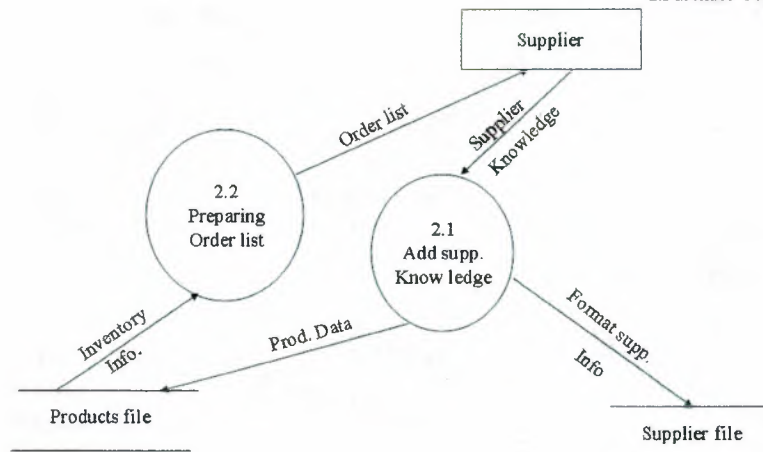 Supplier
Order list
Supplier
Knowledge
2.2
Preparing
Order list
2.1
Add supp.
Know ledge
Inventory
Info.
Prod. Data
Format supp.
Info
Products file
Supplier file